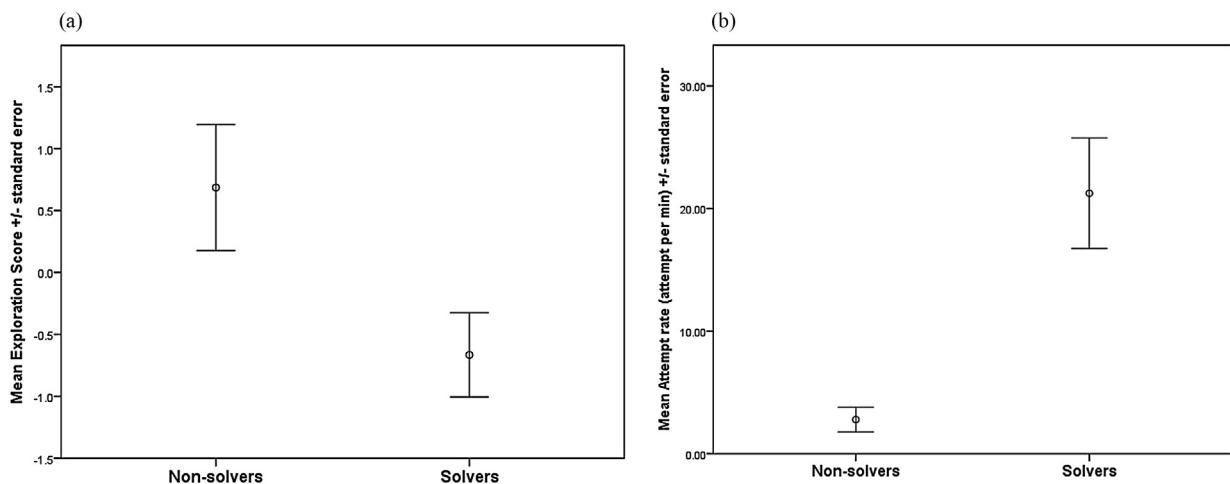 (a)
Mean Exploration Score +/- standard error
1.5
1.0
0.5
0.0
-0.5
-1.0
-1.5
Non-solvers Solvers
(b)
Mean Attempt rate (attempt per min) +/- standard error
30.00
20.00
10.00
0.00
Non-solvers Solvers